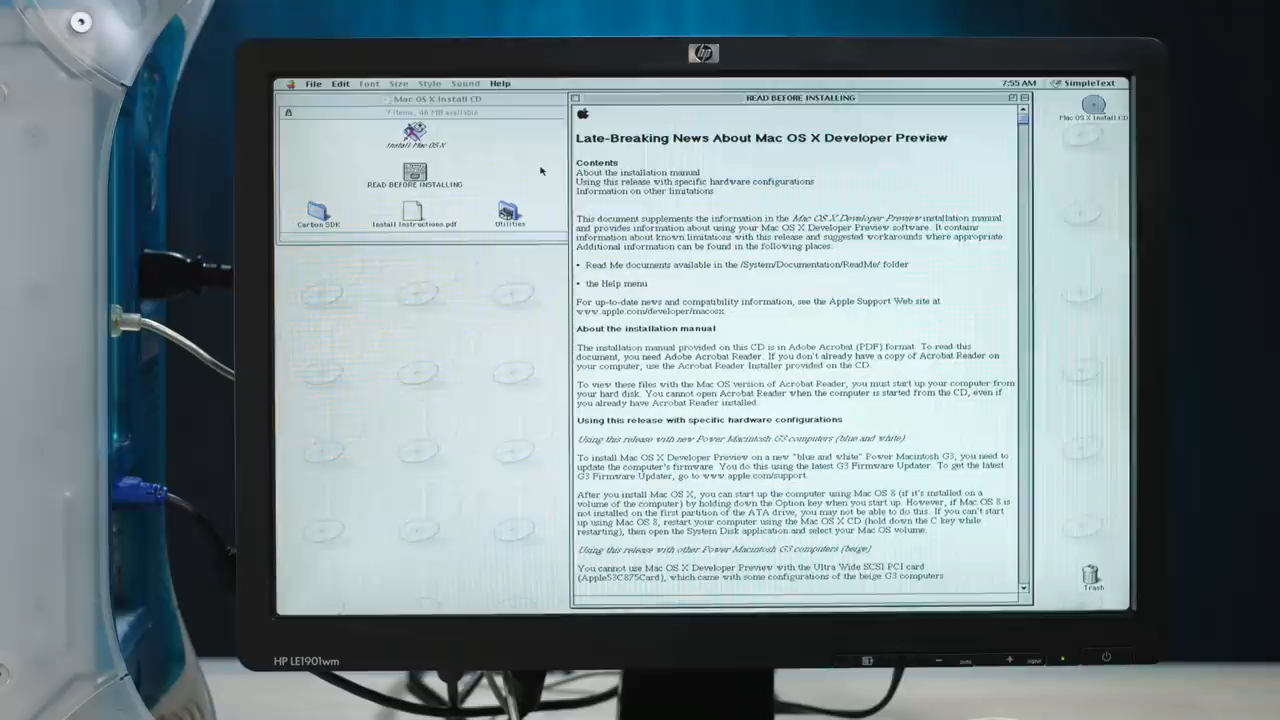 hp
File Edit Font Size Style Sound Help
7:55 AM SimpleText
Mac OS X Install CD
7 items, 46 MB available
Install Mac OS X
READ BEFORE INSTALLING
Carbon SDK
Install Instructions.pdf
Utilities
READ BEFORE INSTALLING
Late-Breaking News About Mac OS X Developer Preview
Contents
About the installation manual
Using this release with specific hardware configurations
Information on other limitations
This document supplements the information in the Mac OS X Developer Preview installation manual
and provides information about using your Mac OS X Developer Preview software. It contains
information about known limitations with this release and suggested workarounds where appropriate
Additional information can be found in the following places:
• Read Me documents available in the /System/Documentation/ReadMe/ folder
• the Help menu
For up-to-date news and compatibility information, see the Apple Support Web site at
www.apple.com/developer/macosx
About the installation manual
The installation manual provided on this CD is in Adobe Acrobat (PDF) format. To read this
document, you need Adobe Acrobat Reader. If you don't already have a copy of Acrobat Reader on
your computer, use the Acrobat Reader Installer provided on the CD.
To view these files with the Mac OS version of Acrobat Reader, you must start up your computer from
your hard disk. You cannot open Acrobat Reader when the computer is started from the CD, even if
you already have Acrobat Reader installed
Using this release with specific hardware configurations
Using this release with new Power Macintosh G3 computers (blue and white)
To install Mac OS X Developer Preview on a new "blue and white" Power Macintosh G3, you need to
update the computer's firmware. You do this using the latest G3 Firmware Updater. To get the latest
G3 Firmware Updater, go to www.apple.com/support.
After you install Mac OS X, you can start up the computer using Mac OS 8 (if it's installed on a
volume of the computer) by holding down the Option key when you start up. However, if Mac OS 8 is
not installed on the first partition of the ATA drive, you may not be able to do this. If you can't start
up using Mac OS 8, restart your computer using the Mac OS X CD (hold down the C key while
restarting), then open the System Disk application and select your Mac OS volume.
Using this release with other Power Macintosh G3 computers (beige)
You cannot use Mac OS X Developer Preview with the Ultra Wide SCSI PCI card
(Apple53C875Card), which came with some configurations of the beige G3 computers
Mac OS X Install CD
Trash
HP LE1901wm
− auto + input